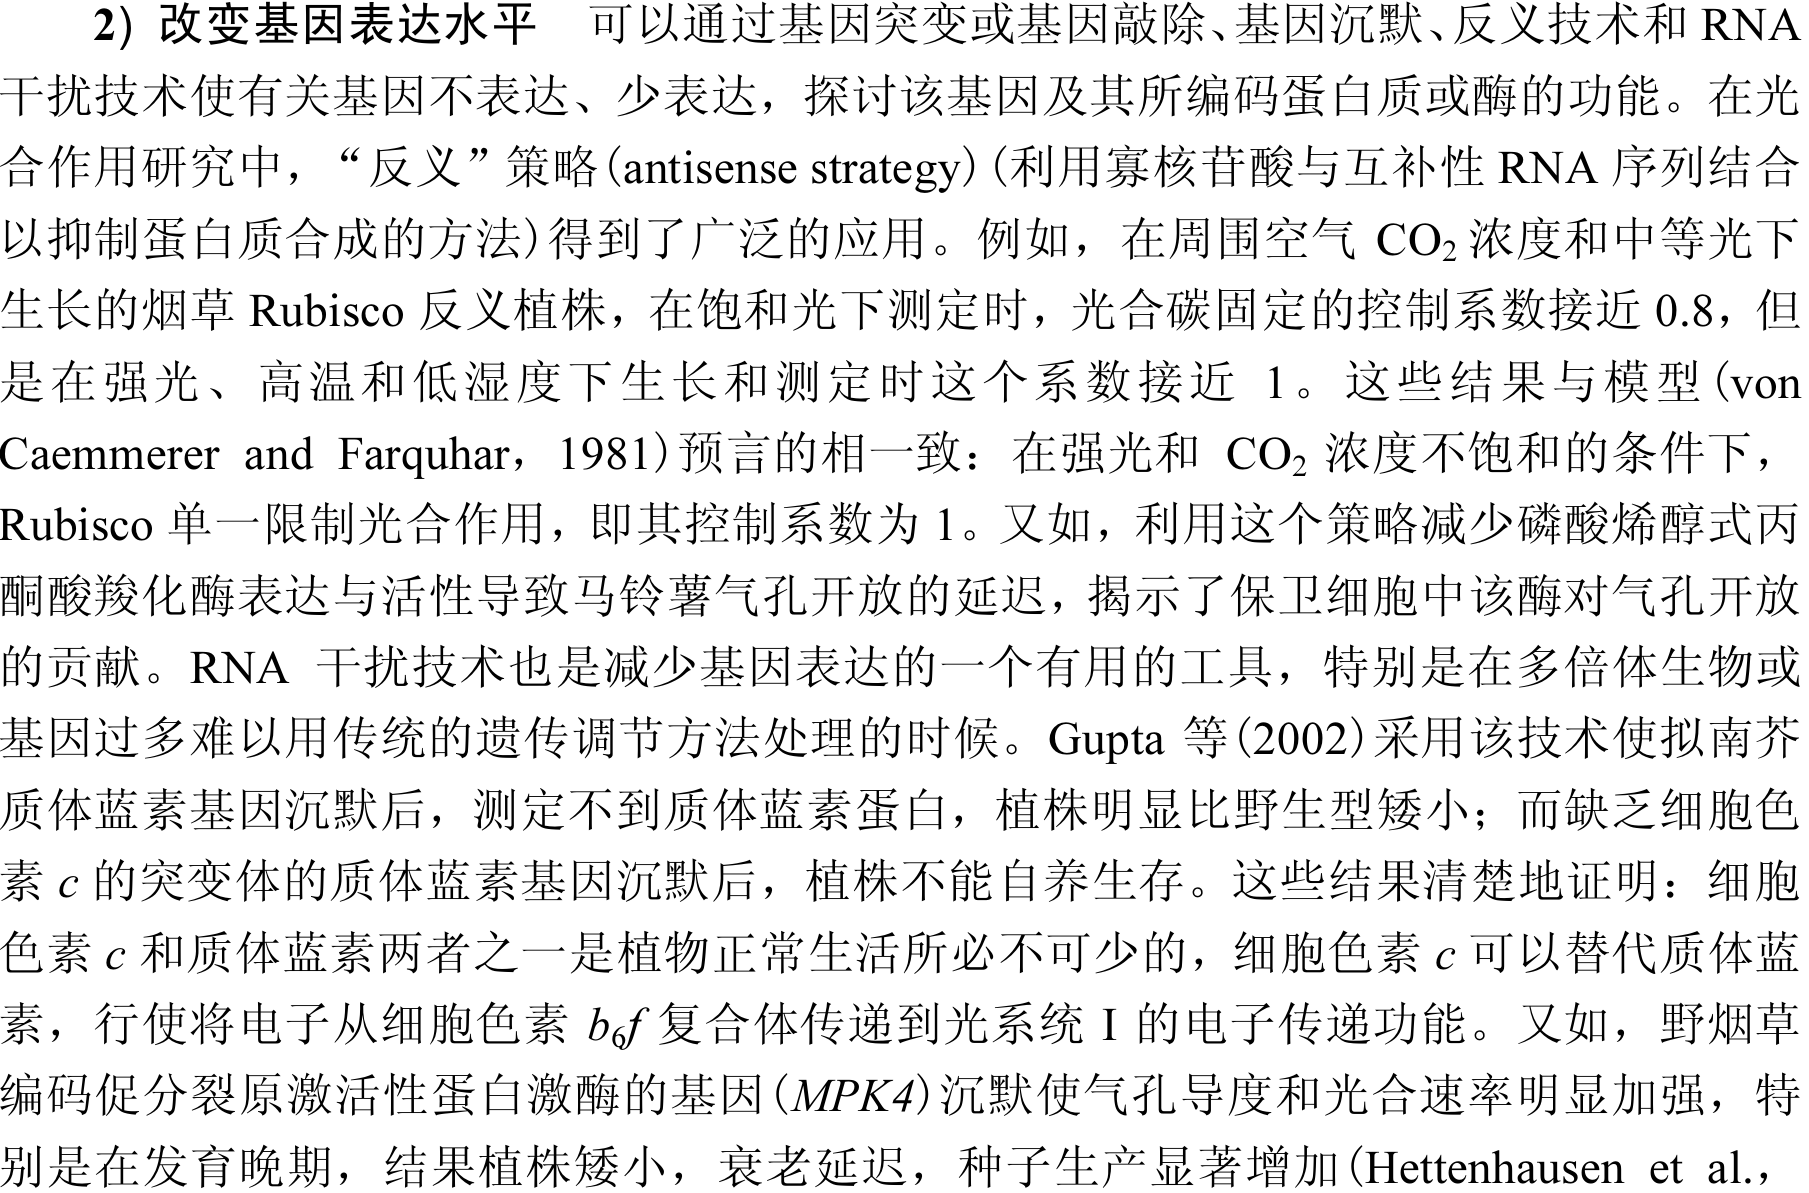 2) 改变基因表达水平 可以通过基因突变或基因敲除、基因沉默、反义技术和 RNA
干扰技术使有关基因不表达、少表达，探讨该基因及其所编码蛋白质或酶的功能。在光
合作用研究中，“反义”策略(antisense strategy)(利用寡核苷酸与互补性 RNA 序列结合
以抑制蛋白质合成的方法)得到了广泛的应用。例如，在周围空气 CO₂浓度和中等光下
生长的烟草 Rubisco 反义植株，在饱和光下测定时，光合碳固定的控制系数接近 0.8，但
是在强光、高温和低湿度下生长和测定时这个系数接近 1。这些结果与模型(von
Caemmerer and Farquhar，1981)预言的相一致：在强光和 CO₂ 浓度不饱和的条件下，
Rubisco 单一限制光合作用，即其控制系数为 1。又如，利用这个策略减少磷酸烯醇式丙
酮酸羧化酶表达与活性导致马铃薯气孔开放的延迟，揭示了保卫细胞中该酶对气孔开放
的贡献。RNA 干扰技术也是减少基因表达的一个有用的工具，特别是在多倍体生物或
基因过多难以用传统的遗传调节方法处理的时候。Gupta 等(2002)采用该技术使拟南芥
质体蓝素基因沉默后，测定不到质体蓝素蛋白，植株明显比野生型矮小；而缺乏细胞色
素 c 的突变体的质体蓝素基因沉默后，植株不能自养生存。这些结果清楚地证明：细胞
色素 c 和质体蓝素两者之一是植物正常生活所必不可少的，细胞色素 c 可以替代质体蓝
素，行使将电子从细胞色素 b₆f 复合体传递到光系统 I 的电子传递功能。又如，野烟草
编码促分裂原激活性蛋白激酶的基因(MPK4)沉默使气孔导度和光合速率明显加强，特
别是在发育晚期，结果植株矮小，衰老延迟，种子生产显著增加(Hettenhausen et al.，